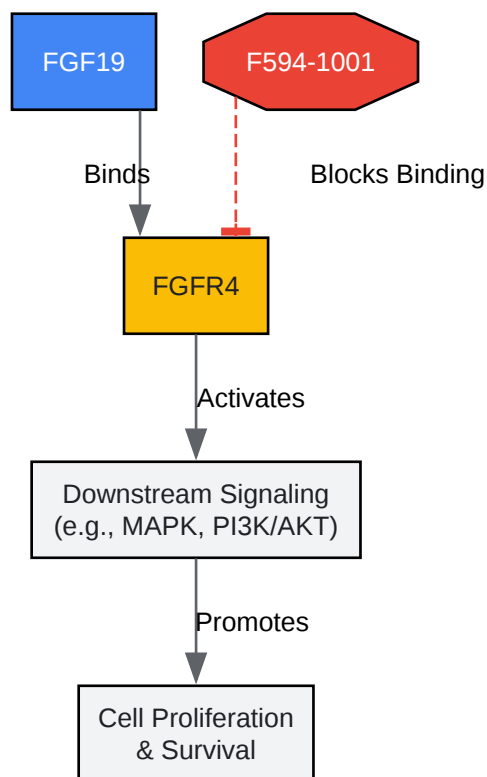 FGF19
F594-1001
Binds
Blocks Binding
FGFR4
Activates
Downstream Signaling
(e.g., MAPK, PI3K/AKT)
Promotes
Cell Proliferation
& Survival